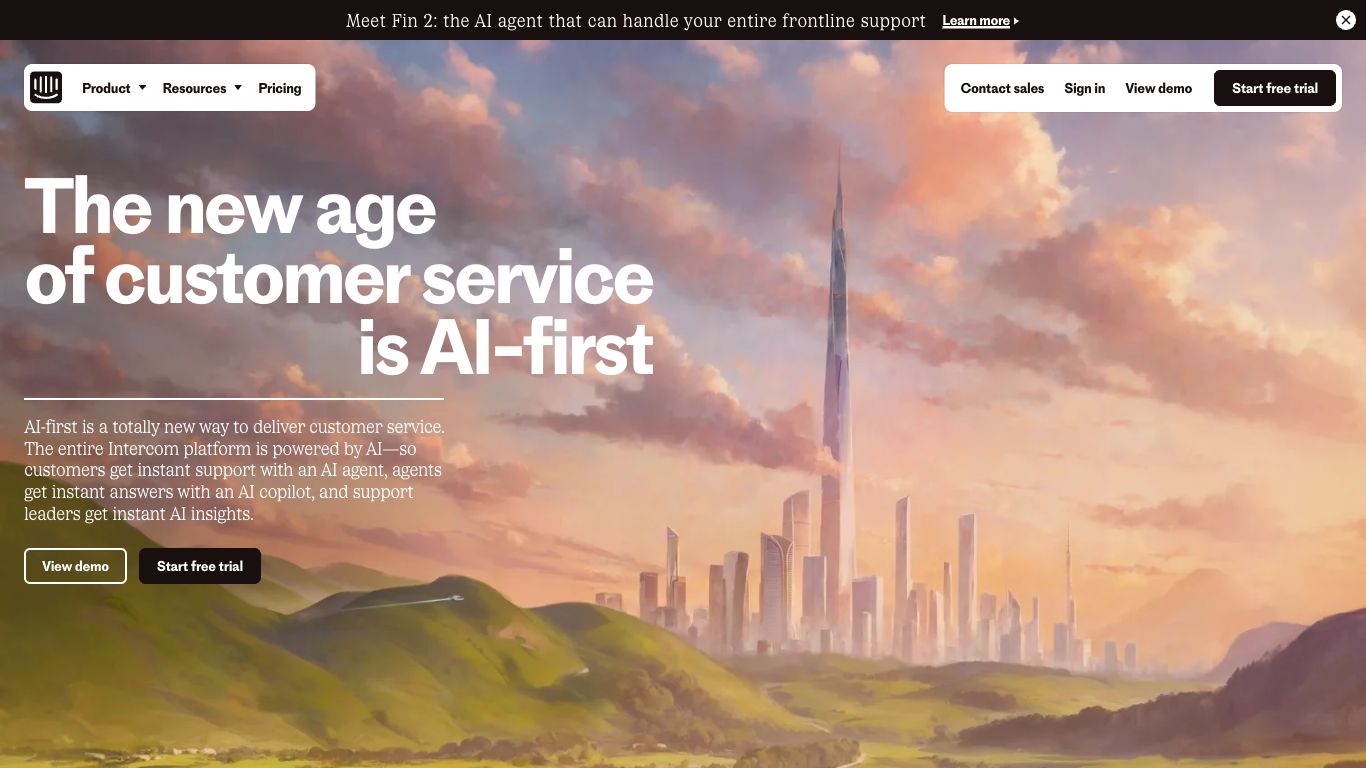 Meet Fin 2: the AI agent that can handle your entire frontline support Learn more
Product Resources Pricing
Contact sales Sign in View demo Start free trial
The new age
of customer service
is AI-first
AI-first is a totally new way to deliver customer service.
The entire Intercom platform is powered by AI—so
customers get instant support with an AI agent, agents
get instant answers with an AI copilot, and support
leaders get instant AI insights.
View demo Start free trial